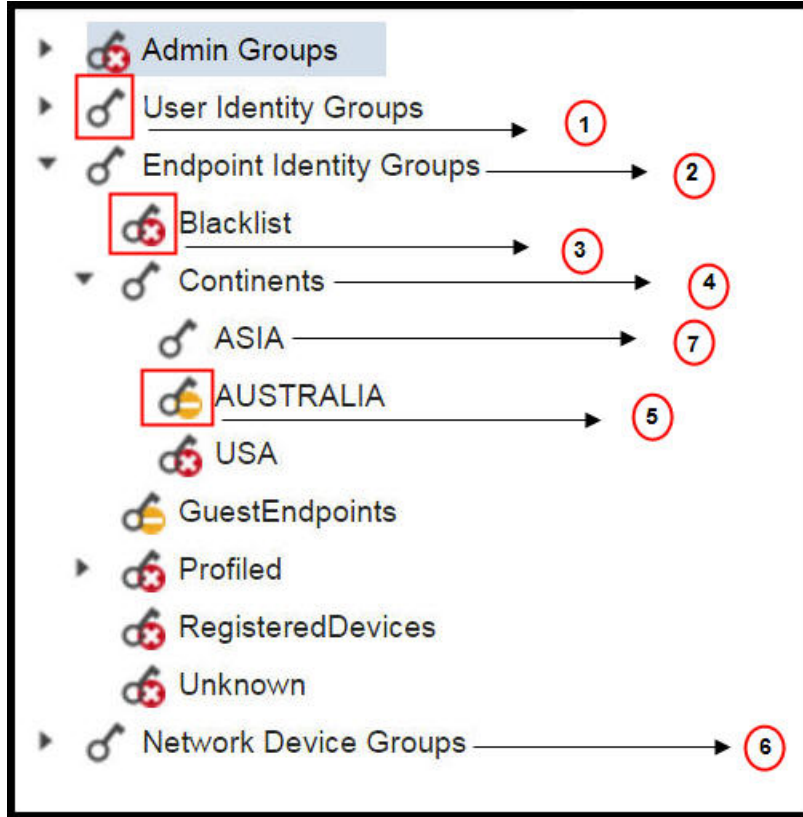 Admin Groups
User Identity Groups 1
Endpoint Identity Groups 2
Blacklist 3
Continents 4
ASIA 7
AUSTRALIA 5
USA
GuestEndpoints
Profiled
RegisteredDevices
Unknown
Network Device Groups 6